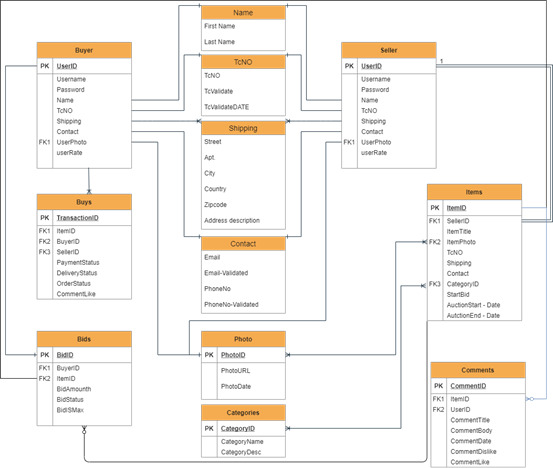 Name
First Name
Last Name
Buyer
PK UserID
Username
Password
Name
TcNO
Shipping
Contact
FK1 UserPhoto
userRate
TcNO
TcNO
TcValidate
TcValidateDATE
Seller
1
PK UserID
Username
Password
Name
TcNO
Shipping
Contact
FK1 UserPhoto
userRate
Shipping
Street
Apt.
City
Country
Zipcode
Address description
Buys
PK TransactionID
FK1 ItemID
FK2 BuyerID
FK3 SellerID
PaymentStatus
DeliveryStatus
OrderStatus
CommentLike
Contact
Email
Email-Validated
PhoneNo
PhoneNo-Validated
Items
PK ItemID
FK1 SellerID
ItemTitle
FK2 ItemPhoto
TcNO
Shipping
Contact
FK3 CategoryID
StartBid
AuctionStart - Date
AutctionEnd - Date
Bids
PK BidID
FK1 BuyerID
FK2 ItemID
BidAmounth
BidStatus
BidISMax
Photo
PK PhotoID
PhotoURL
PhotoDate
Categories
PK CategoryID
CategoryName
CategoryDesc
Comments
PK CommentID
FK1 ItemID
FK2 UserID
CommentTitle
CommentBody
CommentDate
CommentDislike
CommentLike